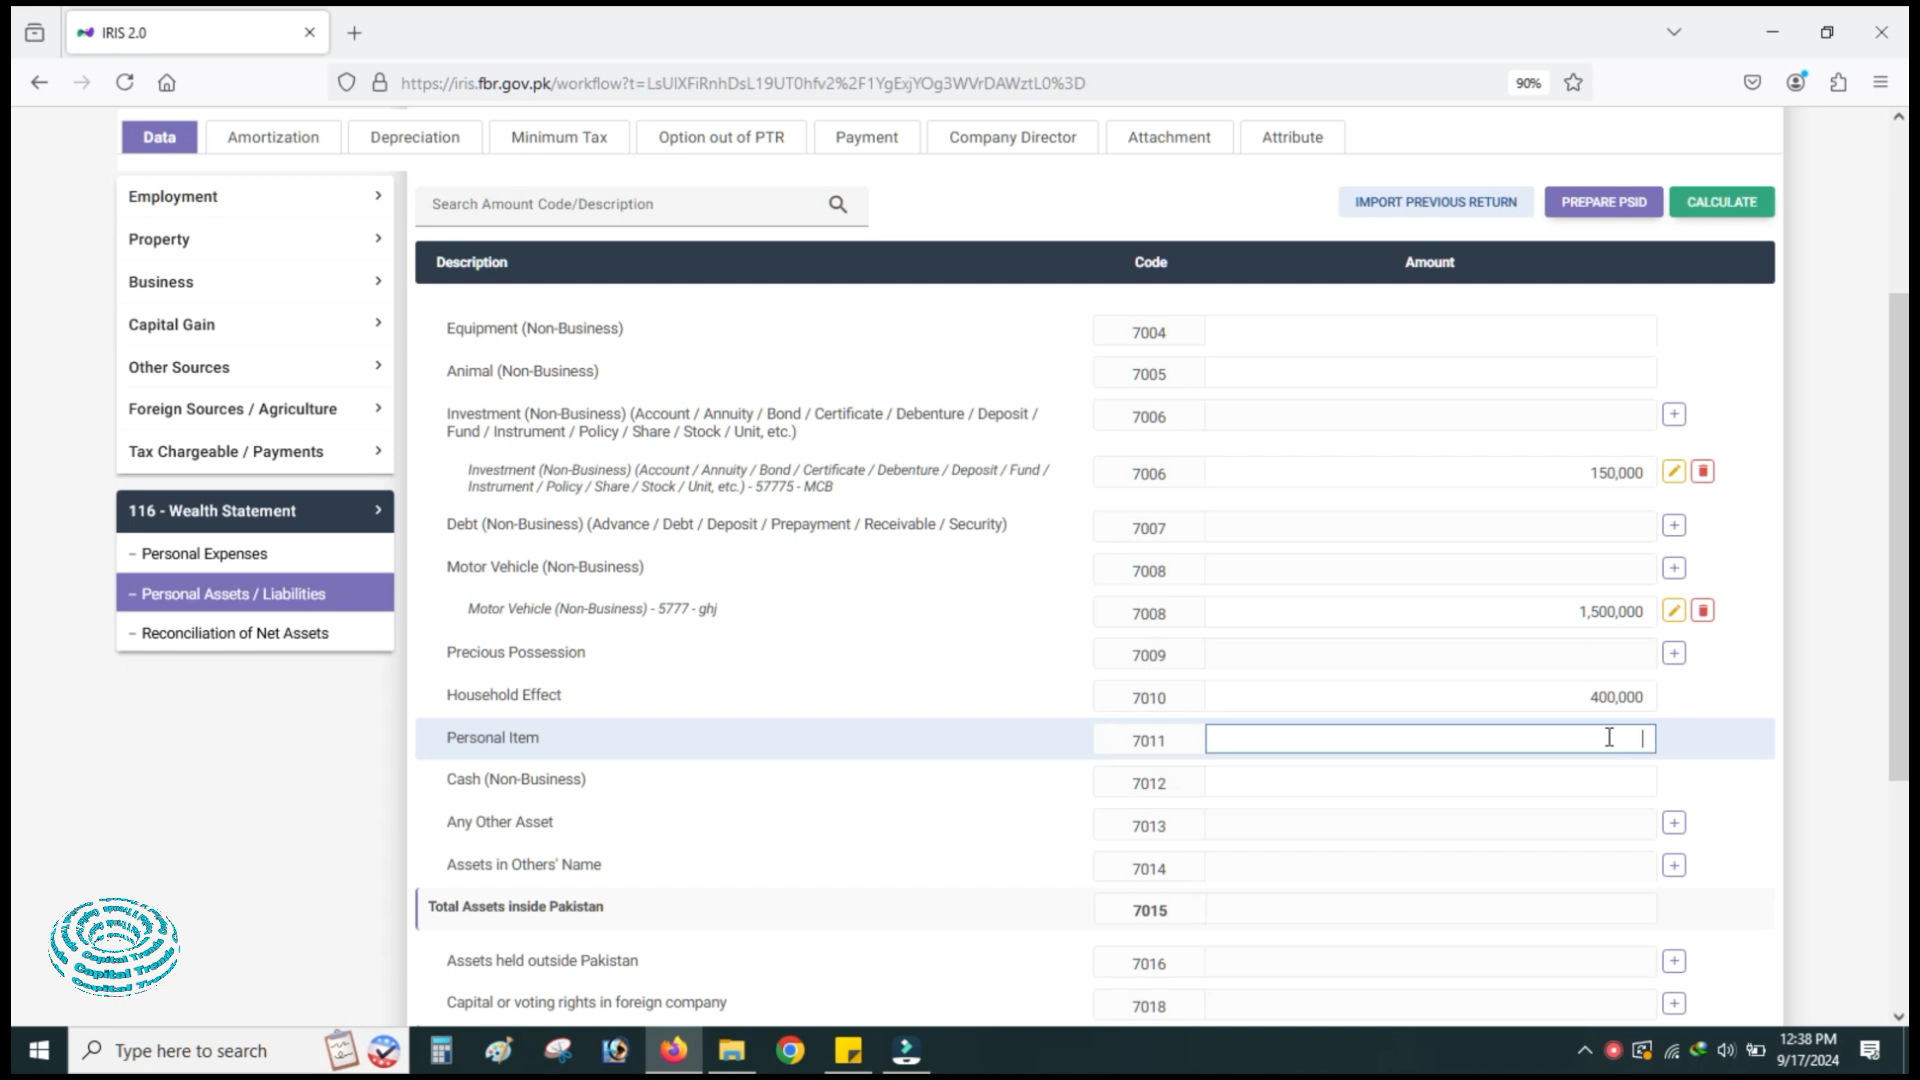 IRIS 2.0
https://iris.fbr.gov.pk/workflow?t=LsUlXFiRnhDsL19UT0hfv2%2F1YgExjYOg3WVrDAWztL0%3D
90%
Data
Amortization
Depreciation
Minimum Tax
Option out of PTR
Payment
Company Director
Attachment
Attribute
Employment
Property
Business
Capital Gain
Other Sources
Foreign Sources / Agriculture
Tax Chargeable / Payments
116 - Wealth Statement
– Personal Expenses
– Personal Assets / Liabilities
– Reconciliation of Net Assets
Search Amount Code/Description
IMPORT PREVIOUS RETURN
PREPARE PSID
CALCULATE
Description Code Amount
Equipment (Non-Business) 7004
Animal (Non-Business) 7005
Investment (Non-Business) (Account / Annuity / Bond / Certificate / Debenture / Deposit / 7006
Fund / Instrument / Policy / Share / Stock / Unit, etc.)
Investment (Non-Business) (Account / Annuity / Bond / Certificate / Debenture / Deposit / Fund / 7006 150,000
Instrument / Policy / Share / Stock / Unit, etc.) - 57775 - MCB
Debt (Non-Business) (Advance / Debt / Deposit / Prepayment / Receivable / Security) 7007
Motor Vehicle (Non-Business) 7008
Motor Vehicle (Non-Business) - 5777 - ghj 7008 1,500,000
Precious Possession 7009
Household Effect 7010 400,000
Personal Item 7011
Cash (Non-Business) 7012
Any Other Asset 7013
Assets in Others' Name 7014
Total Assets inside Pakistan 7015
Assets held outside Pakistan 7016
Capital or voting rights in foreign company 7018
Capital Trends
Capital Trends
Type here to search
12:38 PM
9/17/2024